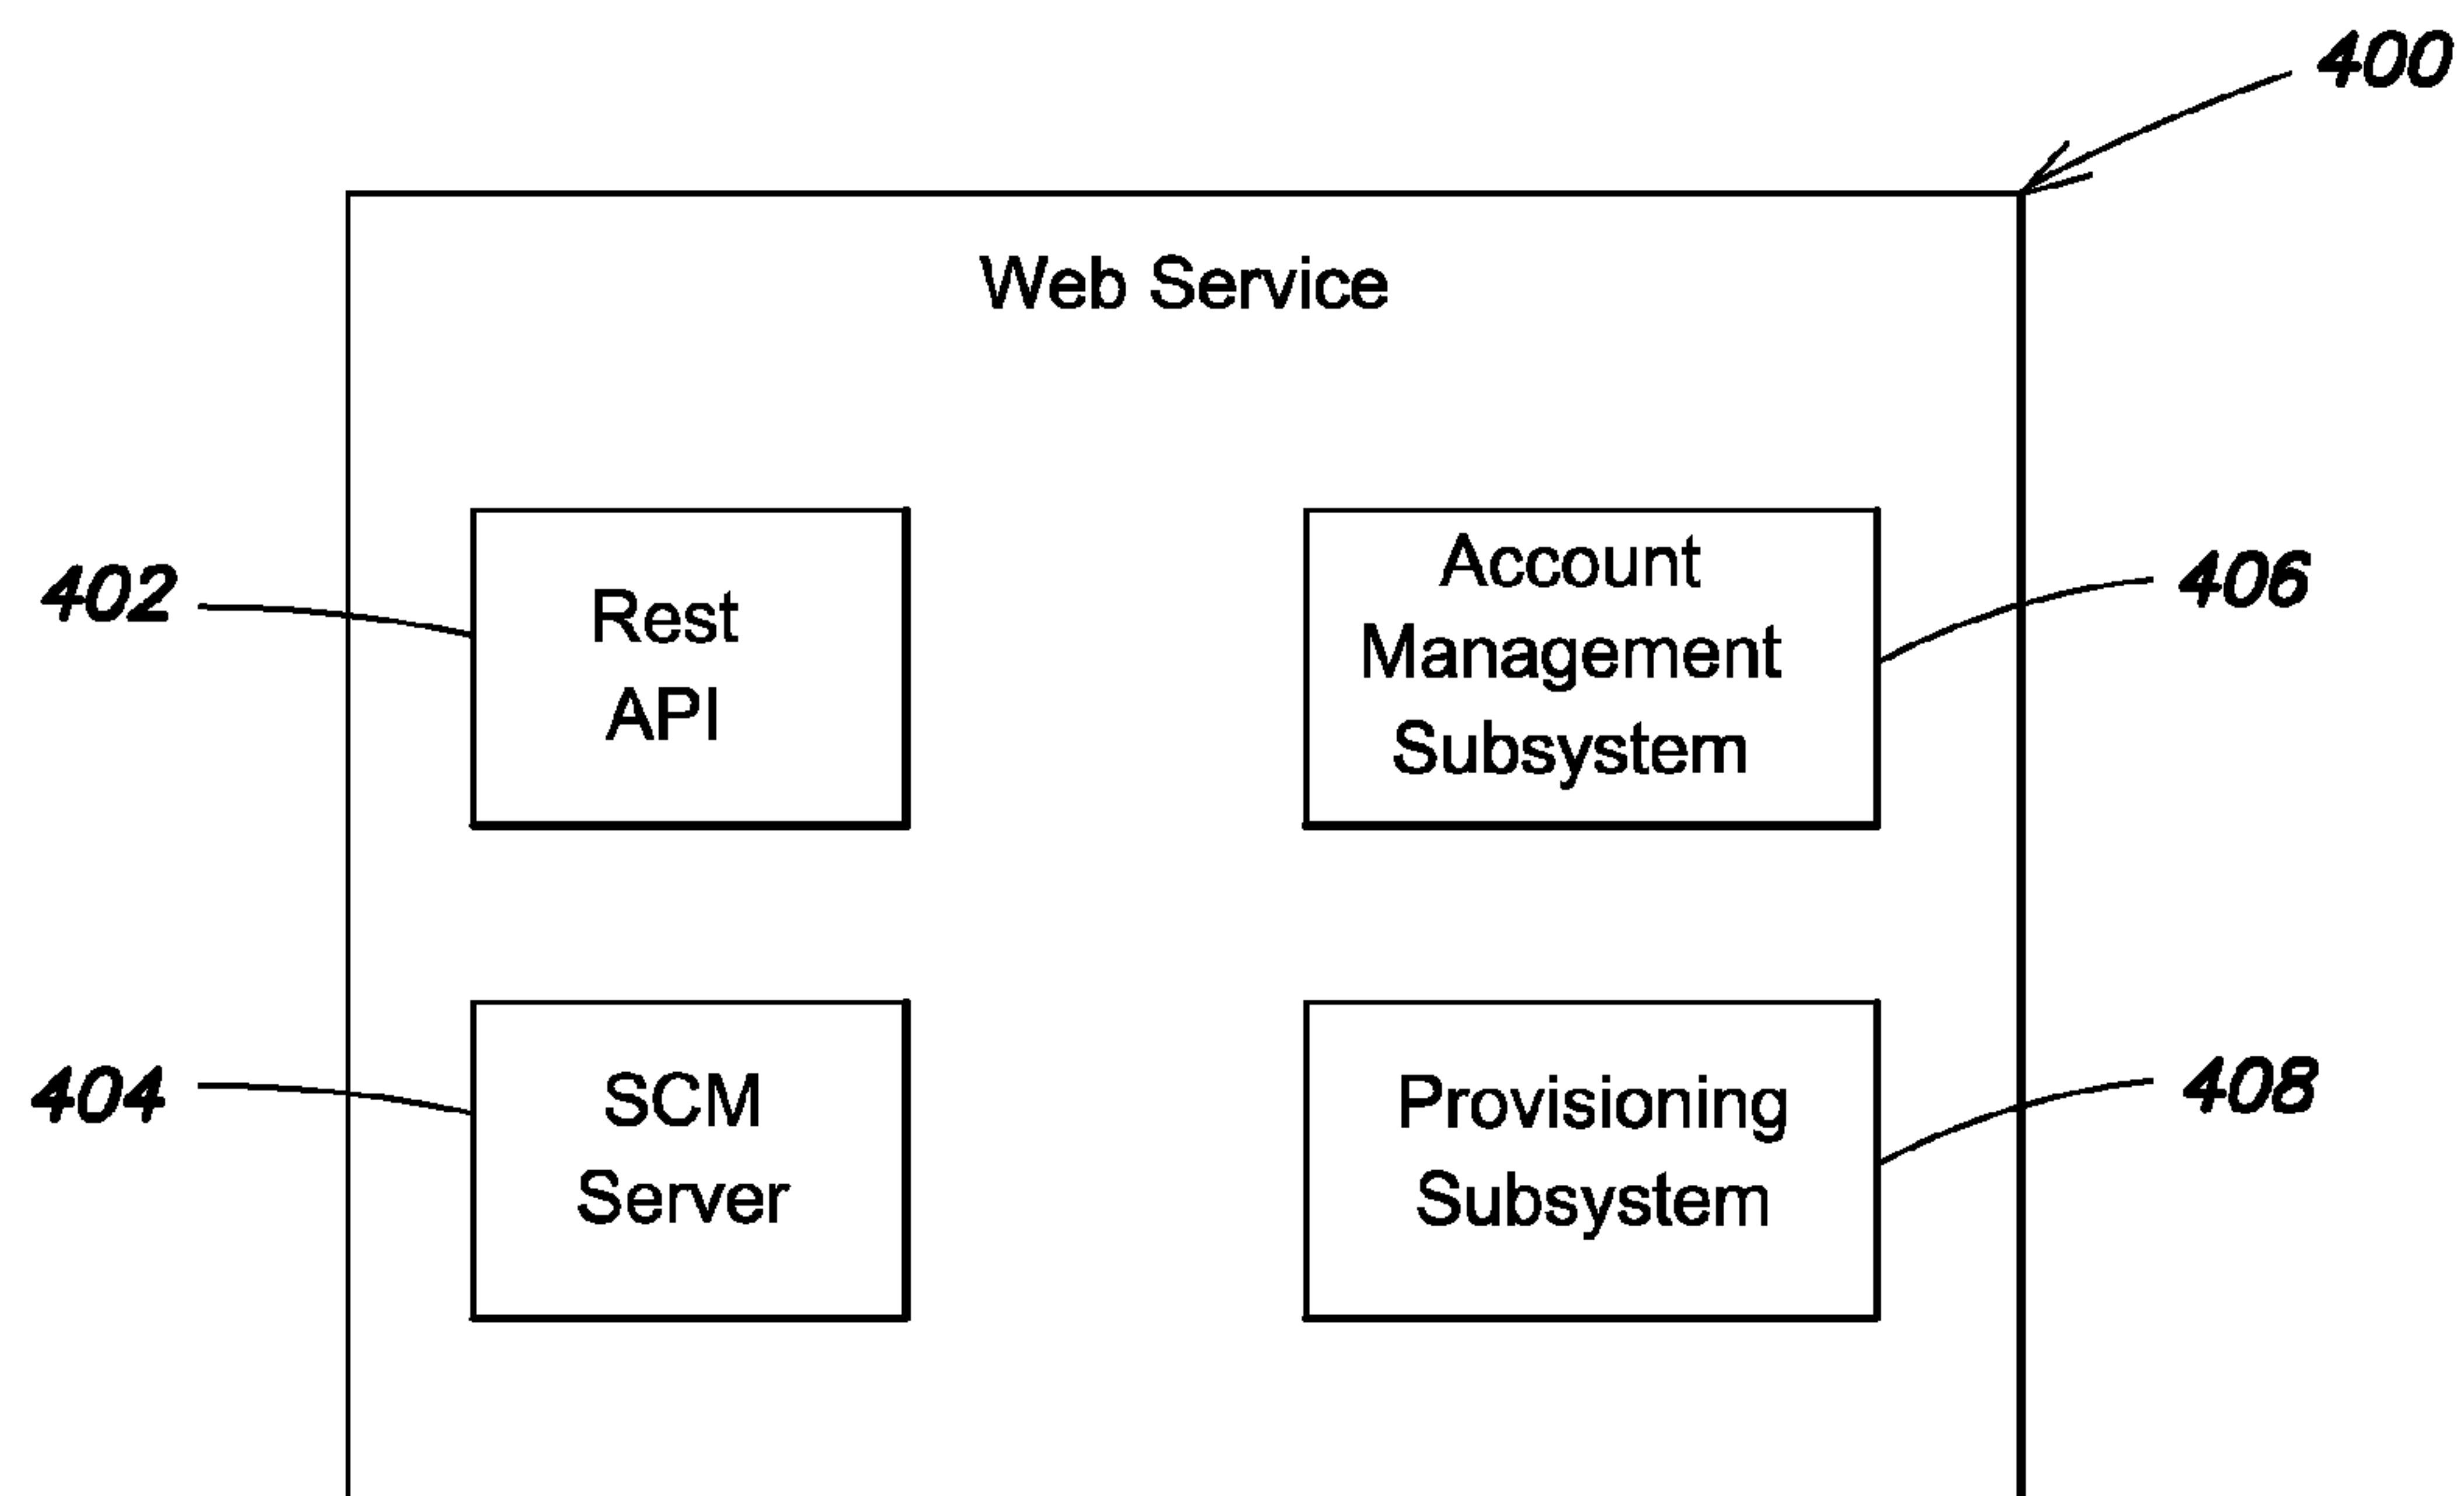 400
Web Service
402
Rest
API
Account
Management
Subsystem
406
404
SCM
Server
Provisioning
Subsystem
408